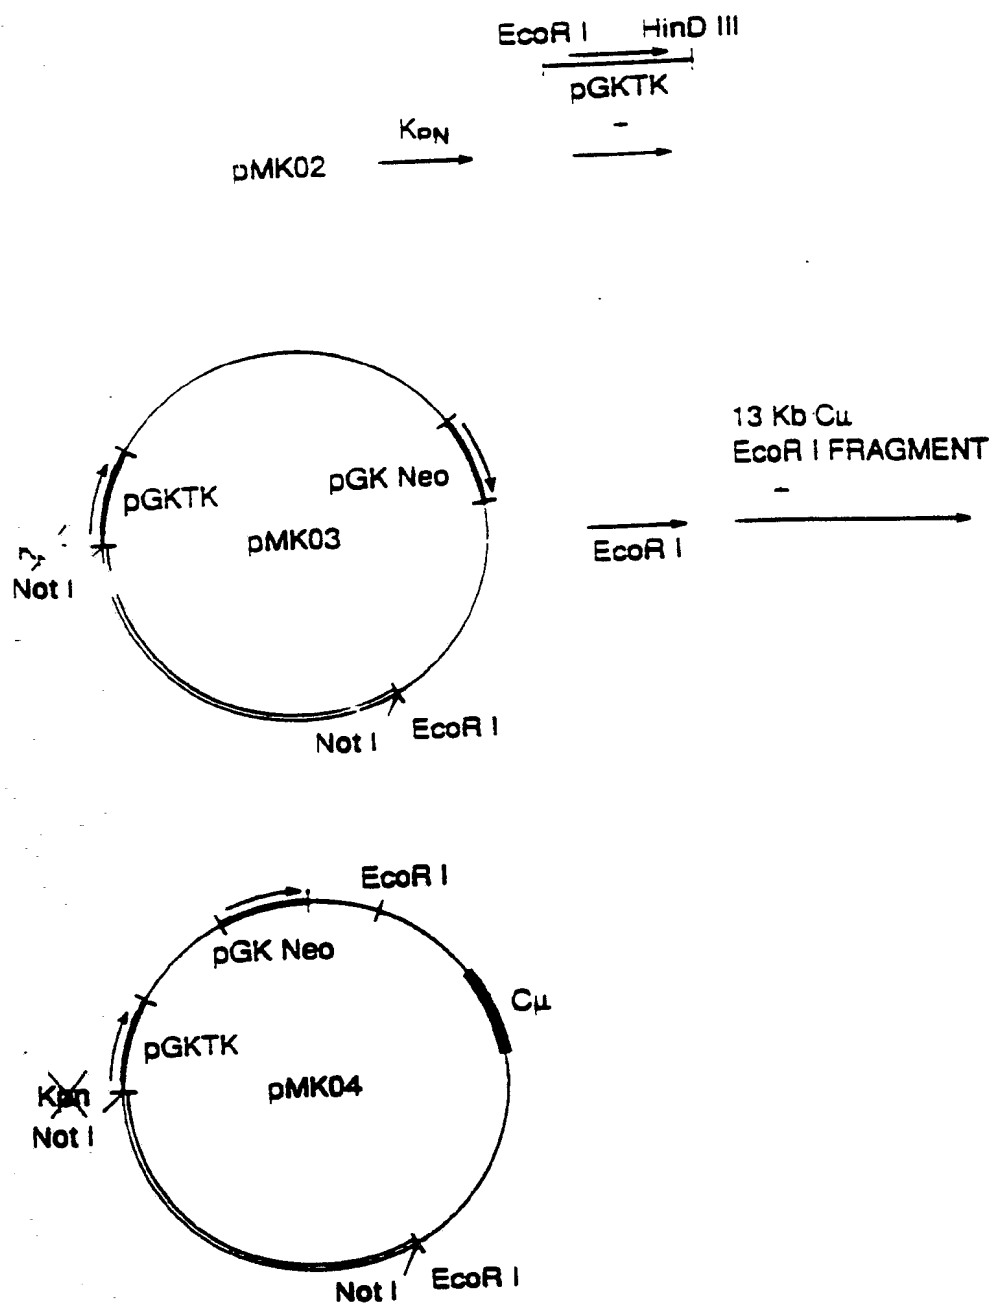 EcoR I HinD III
pGKTK
KPN
pMK02
13 Kb Cμ
EcoR I FRAGMENT
pGK Neo
pGKTK
pMK03
EcoR I
Not I
Not I EcoR I
EcoR I
pGK Neo
Cμ
pGKTK
pMK04
Kpn
Not I
Not I EcoR I